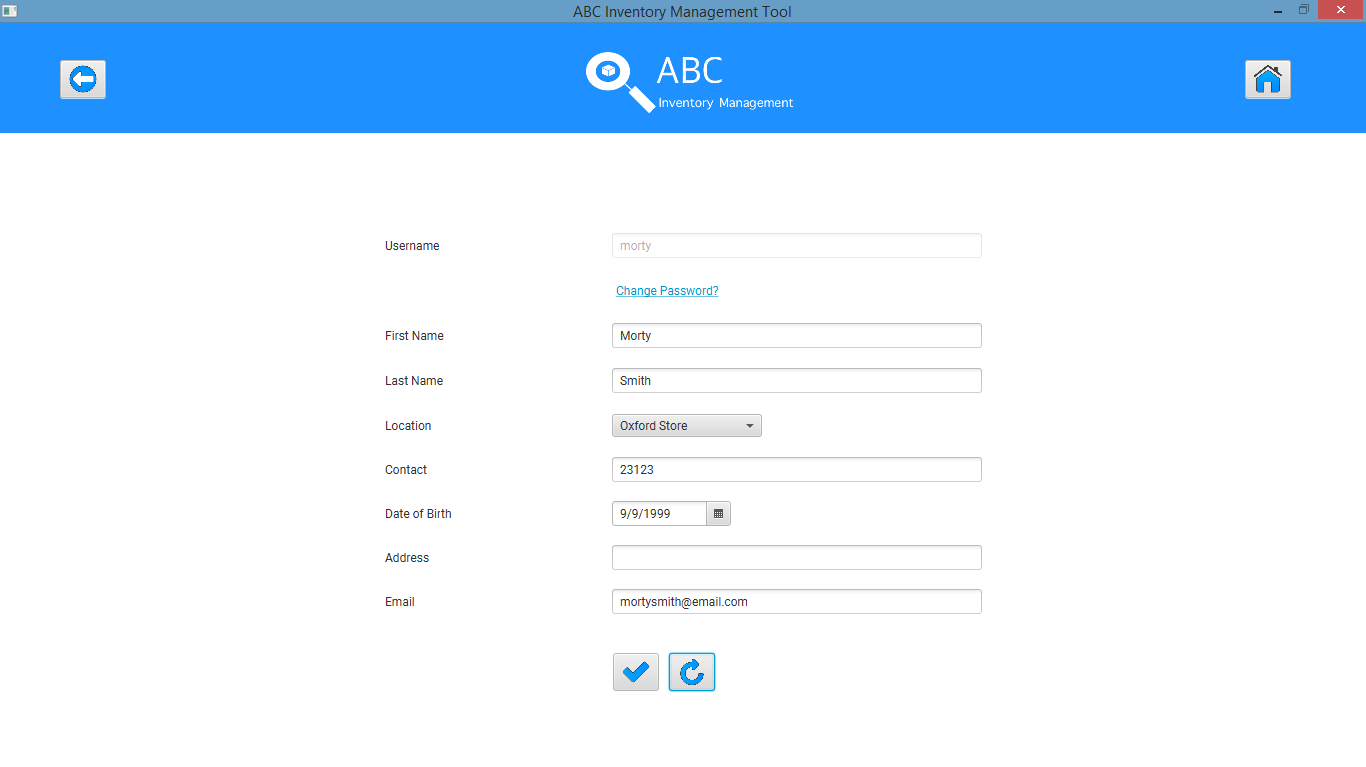 ABC Inventory Management Tool
ABC
Inventory Management
Username morty
Change Password?
First Name Morty
Last Name Smith
Location Oxford Store
Contact 23123
Date of Birth 9/9/1999
Address
Email mortysmith@email.com